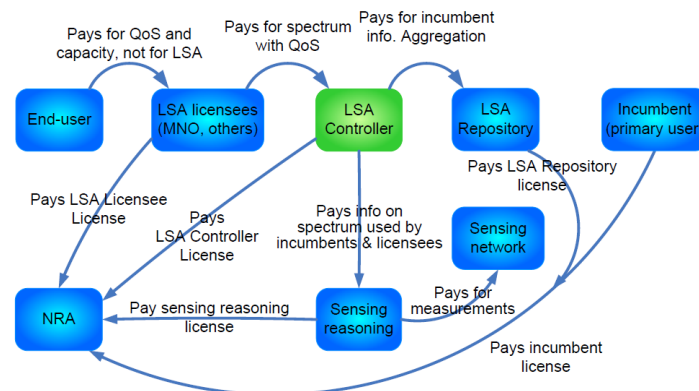 Pays for QoS and
capacity, not for LSA
Pays for spectrum
with QoS
Pays for incumbent
info. Aggregation
End-user
LSA licensees
(MNO, others)
LSA
Controller
LSA
Repository
Incumbent
(primary user)
Pays LSA Repository
license
Pays LSA Licensee
License
Pays
LSA Controller
License
Pays info on
spectrum used by
incumbents & licensees
Sensing
network
NRA
Pay sensing reasoning
license
Sensing
reasoning
Pays for
measurements
Pays incumbent
license